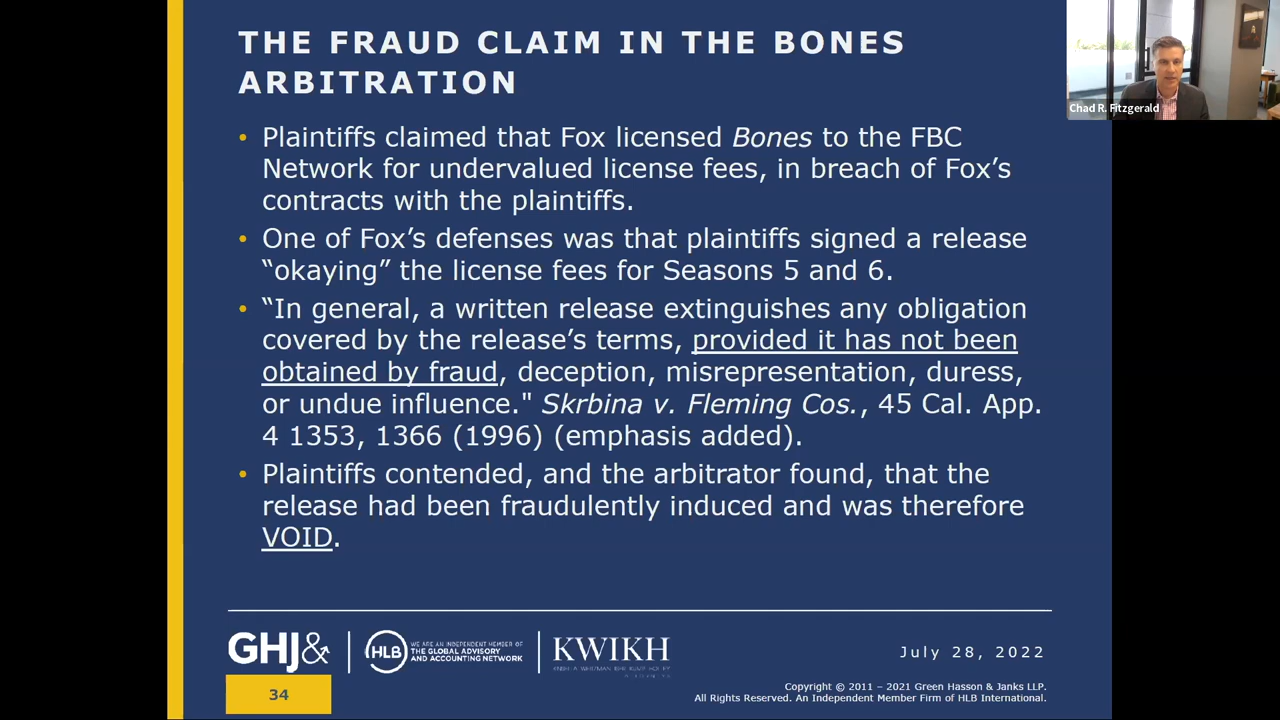 THE FRAUD CLAIM IN THE BONES
ARBITRATION
• Plaintiffs claimed that Fox licensed Bones to the FBC
Network for undervalued license fees, in breach of Fox’s
contracts with the plaintiffs.
• One of Fox’s defenses was that plaintiffs signed a release
“okaying” the license fees for Seasons 5 and 6.
• “In general, a written release extinguishes any obligation
covered by the release’s terms, provided it has not been
obtained by fraud, deception, misrepresentation, duress,
or undue influence." Skrbina v. Fleming Cos., 45 Cal. App.
4 1353, 1366 (1996) (emphasis added).
• Plaintiffs contended, and the arbitrator found, that the
release had been fraudulently induced and was therefore
VOID.
Chad R. Fitzgerald
GHJ&
HLB
WE ARE AN INDEPENDENT MEMBER OF
THE GLOBAL ADVISORY
AND ACCOUNTING NETWORK
KWIKH
July 28, 2022
34
Copyright © 2011 – 2021 Green Hasson & Janks LLP.
All Rights Reserved. An Independent Member Firm of HLB International.